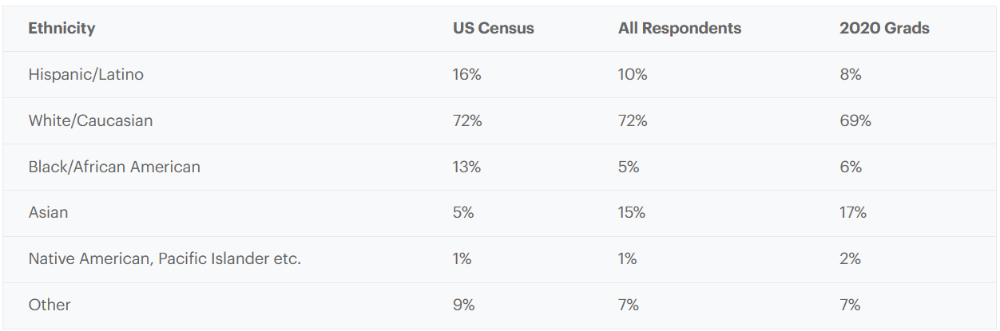 Ethnicity US Census All Respondents 2020 Grads
Hispanic/Latino 16% 10% 8%
White/Caucasian 72% 72% 69%
Black/African American 13% 5% 6%
Asian 5% 15% 17%
Native American, Pacific Islander etc. 1% 1% 2%
Other 9% 7% 7%